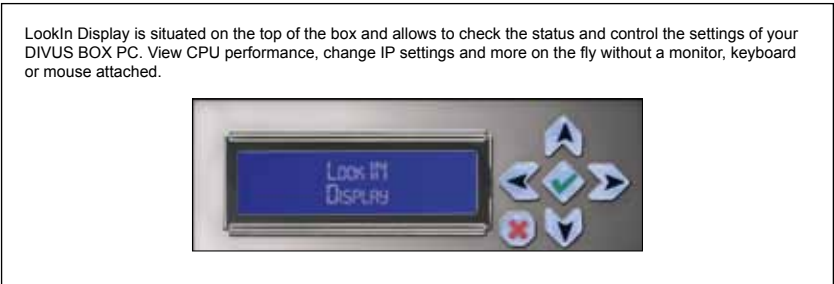 LookIn Display is situated on the top of the box and allows to check the status and control the settings of your
DIVUS BOX PC. View CPU performance, change IP settings and more on the fly without a monitor, keyboard
or mouse attached.
Look IN
Display